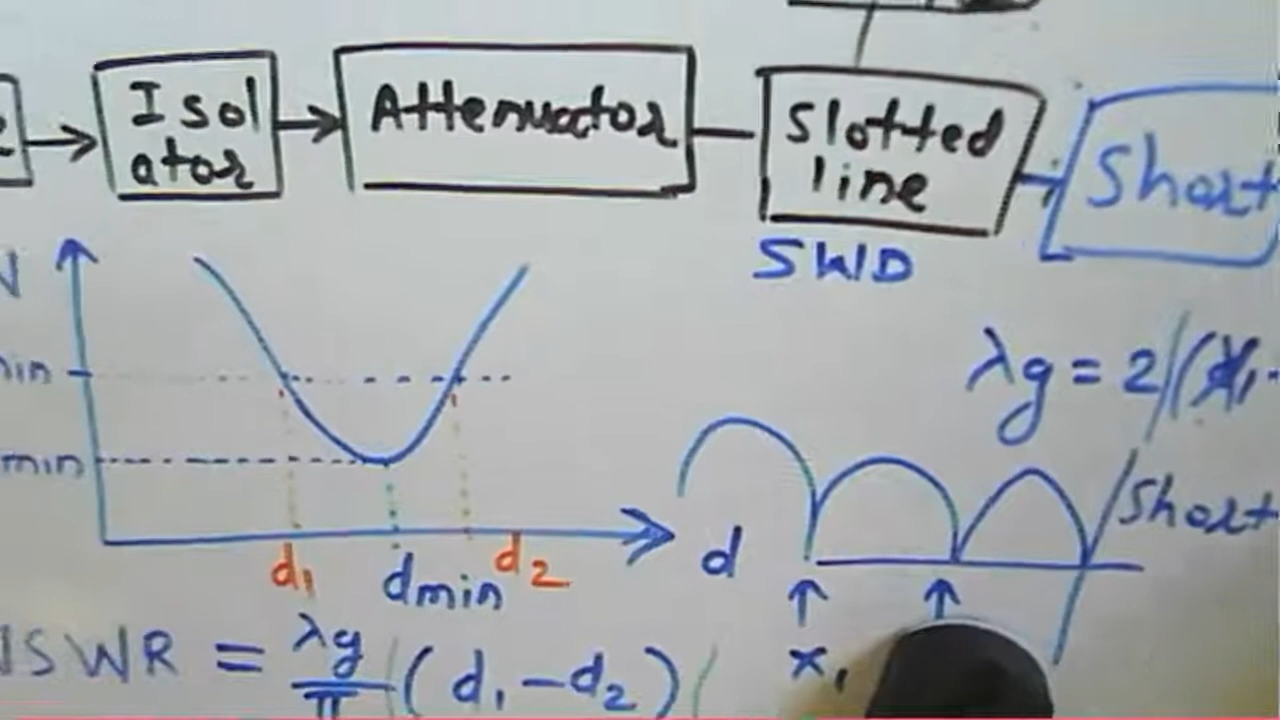 Isol
ator
Attenuator
Slotted
line
Short
SWD
min
min
d1
dmin
d2
d
λg = 2|(x1-
Short
x1
SWR = λg/π |(d1-d2)|